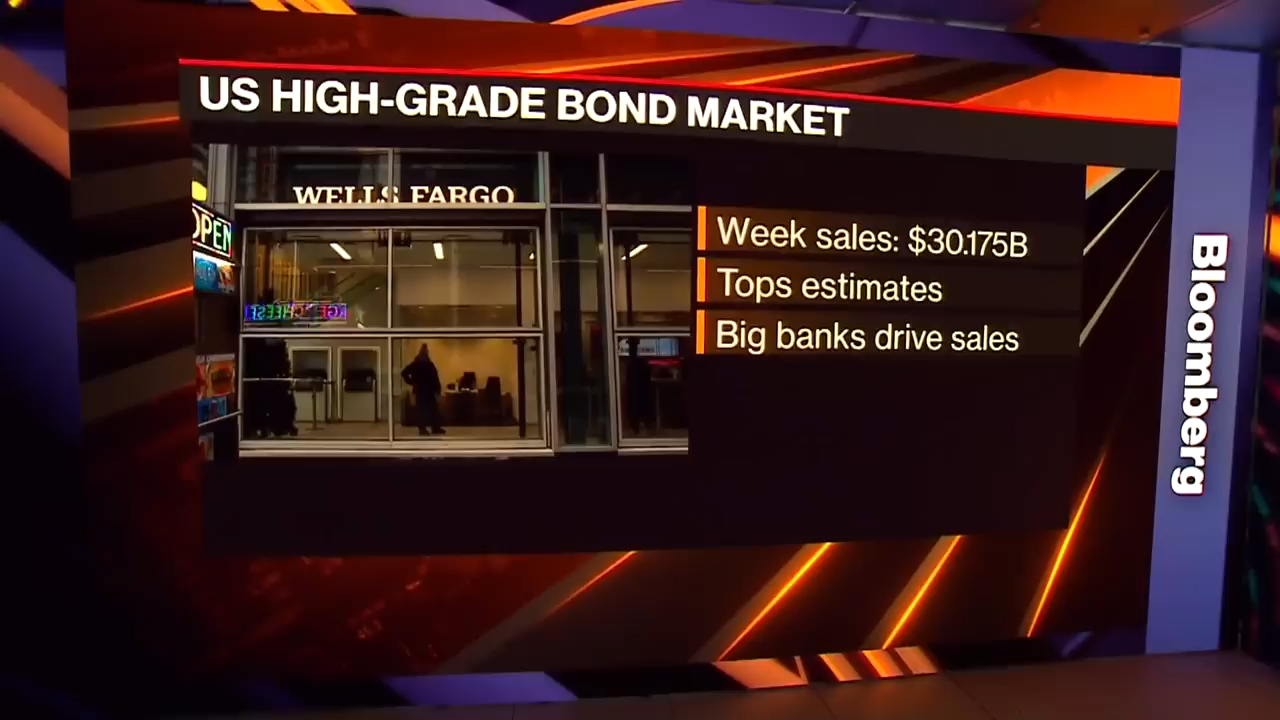 US HIGH-GRADE BOND MARKET
WELLS FARGO
OPEN
Week sales: $30.175B
Tops estimates
Big banks drive sales
Bloomberg